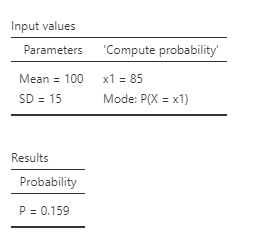 Input values
Parameters 'Compute probability'
Mean = 100 x1 = 85
SD = 15 Mode: P(X = x1)
Results
Probability
P = 0.159